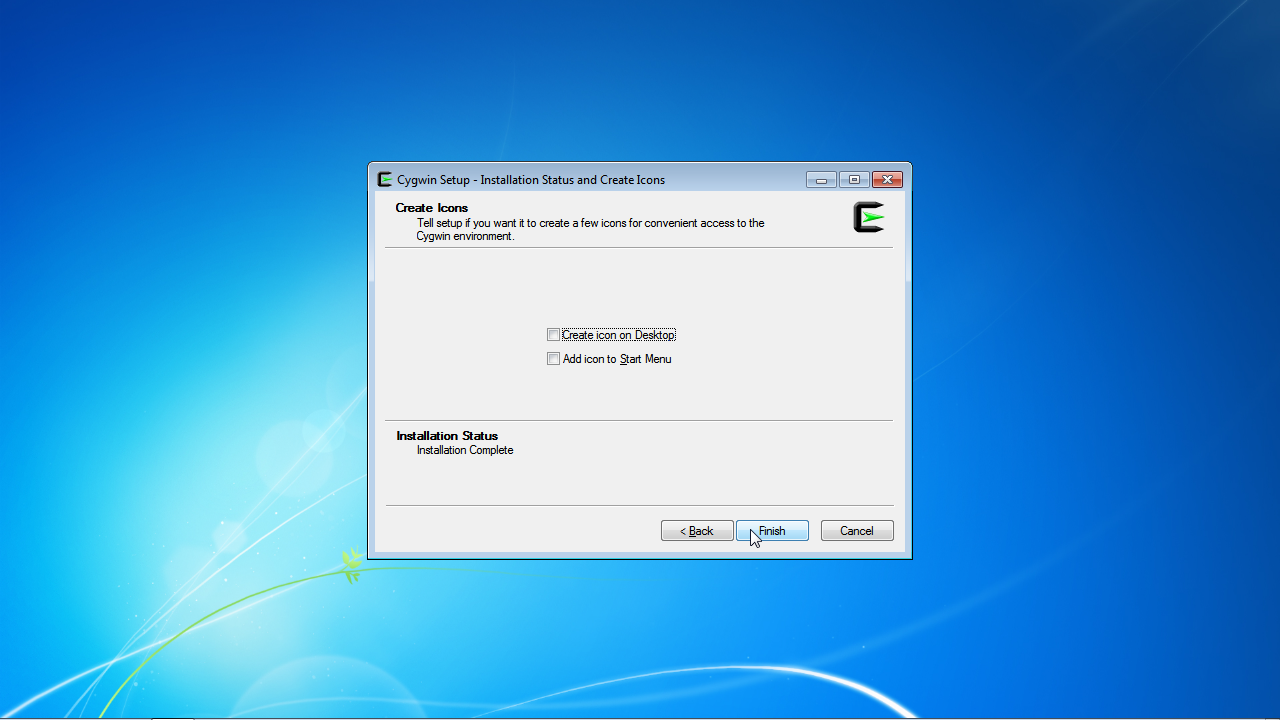 Cygwin Setup - Installation Status and Create Icons
Create Icons
Tell setup if you want it to create a few icons for convenient access to the
Cygwin environment.
Create icon on Desktop
Add icon to Start Menu
Installation Status
Installation Complete
< Back
Finish
Cancel